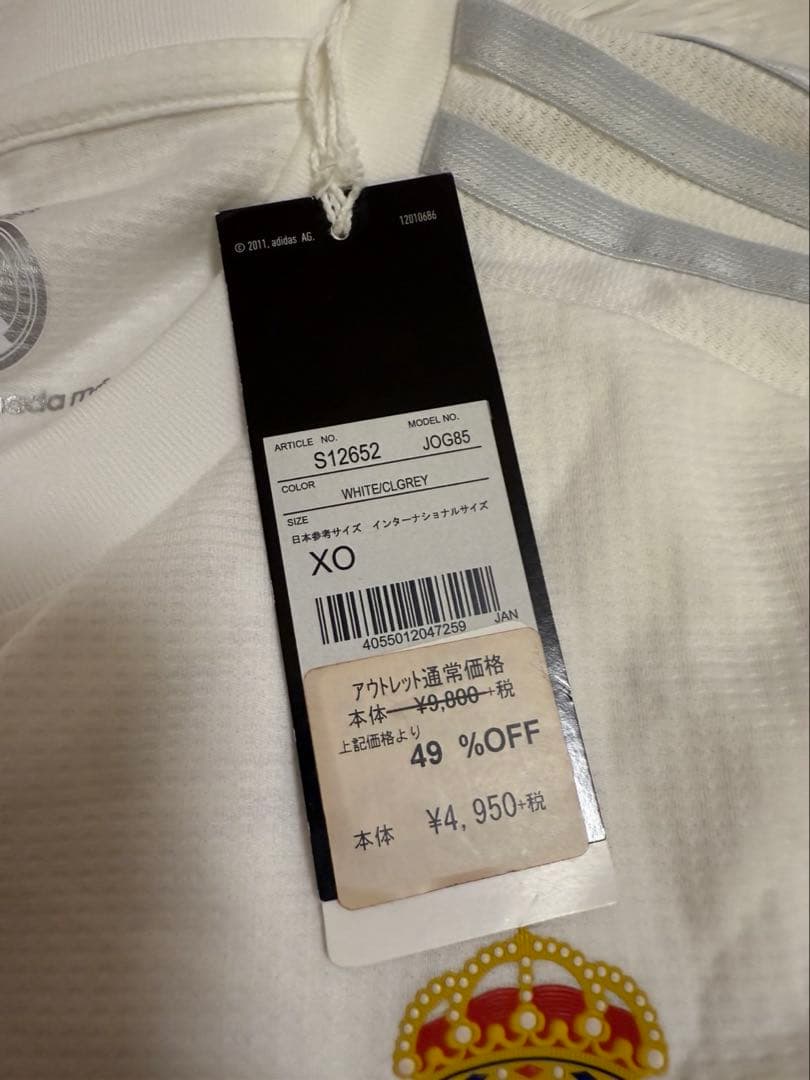 © 2011. adidas AG.
12010686
ARTICLE NO.
MODEL NO.
S12652
JOG85
COLOR
WHITE/CLGREY
SIZE
日本参考サイズ インターナショナルサイズ
XO
4055012047259
JAN
アウトレット通常価格
本体 ¥9,800+税
上記価格より
49 %OFF
本体 ¥4,950+税